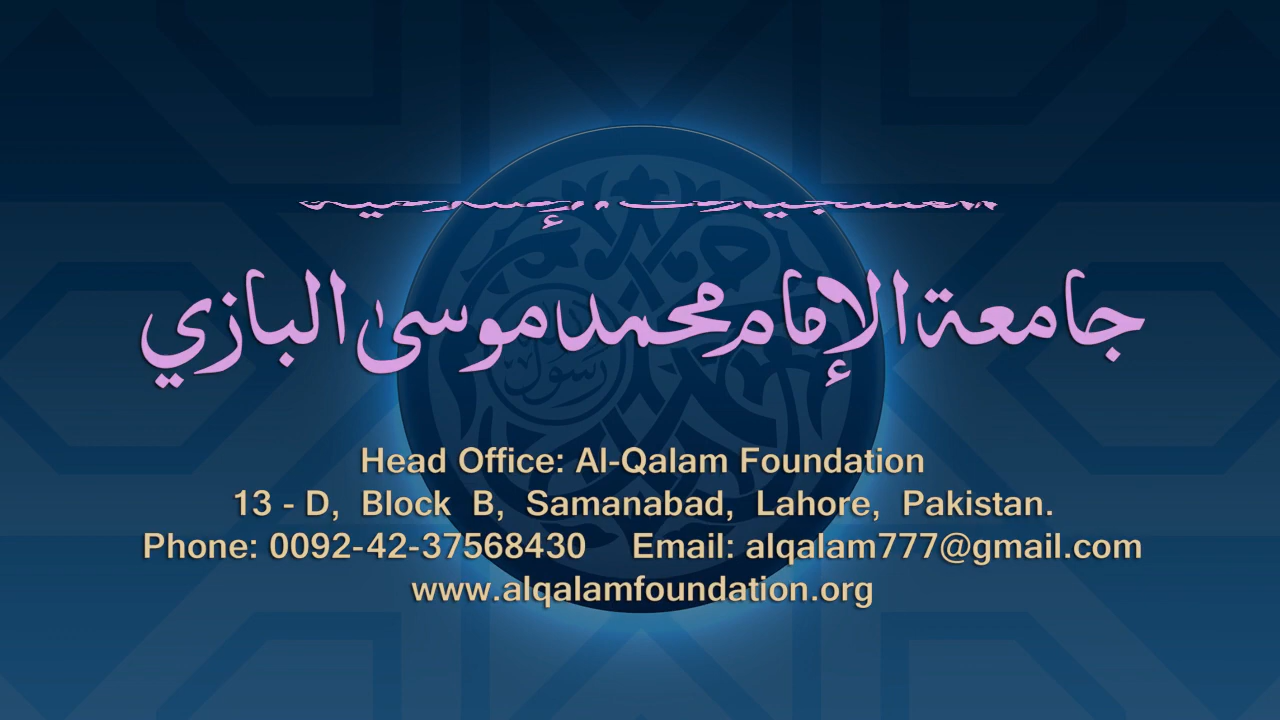 جامعة الإمام محمد موسىٰ البازي
Head Office: Al-Qalam Foundation
13 - D, Block B, Samanabad, Lahore, Pakistan.
Phone: 0092-42-37568430 Email: alqalam777@gmail.com
www.alqalamfoundation.org